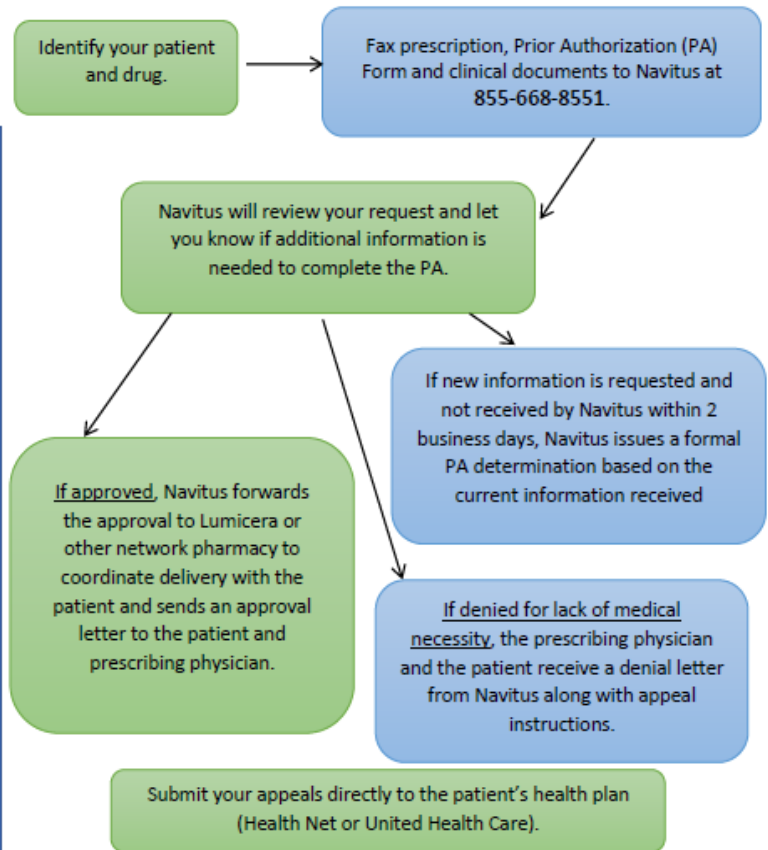 Identify your patient
and drug.
Fax prescription, Prior Authorization (PA)
Form and clinical documents to Navitus at
855-668-8551.
Navitus will review your request and let
you know if additional information is
needed to complete the PA.
If new information is requested and
not received by Navitus within 2
business days, Navitus issues a formal
PA determination based on the
current information received
If approved, Navitus forwards
the approval to Lumicera or
other network pharmacy to
coordinate delivery with the
patient and sends an approval
letter to the patient and
prescribing physician.
If denied for lack of medical
necessity, the prescribing physician
and the patient receive a denial letter
from Navitus along with appeal
instructions.
Submit your appeals directly to the patient's health plan
(Health Net or United Health Care).